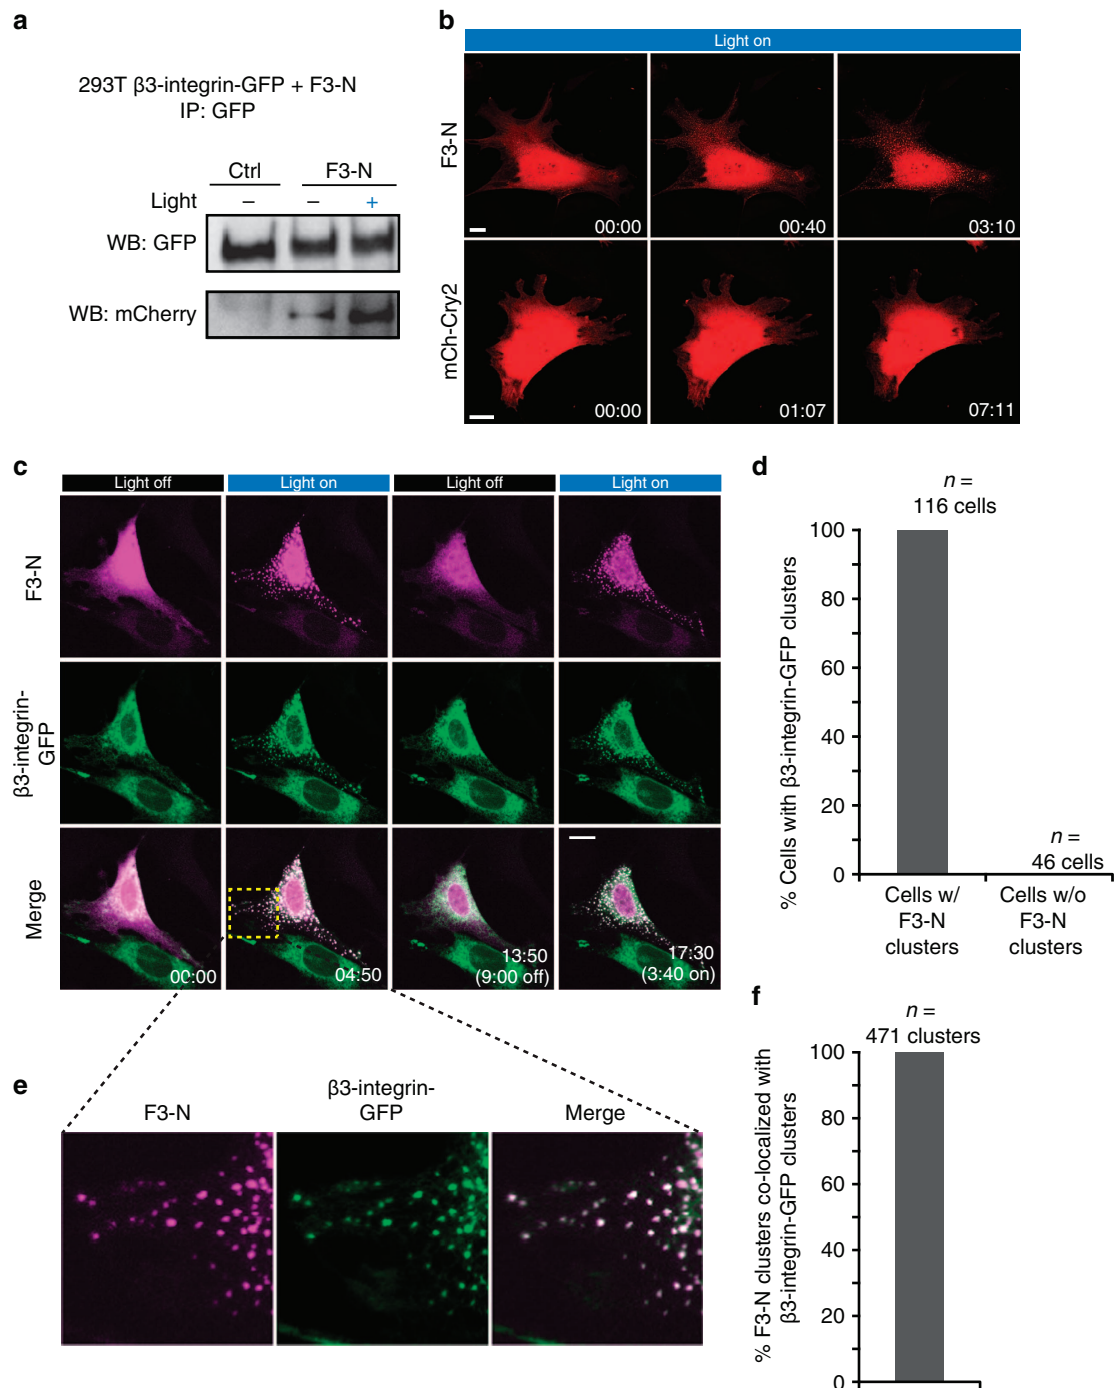 a
293T β3-integrin-GFP + F3-N
IP: GFP
Ctrl F3-N
Light – – +
WB: GFP
WB: mCherry
b
Light on
F3-N
00:00 00:40 03:10
mCh-Cry2
00:00 01:07 07:11
c
Light off Light on Light off Light on
F3-N
β3-integrin-
GFP
Merge
00:00 04:50 13:50 17:30
(9:00 off) (3:40 on)
d
n =
116 cells
100
80
60
40
20
0
% Cells with β3-integrin-GFP clusters
n =
46 cells
Cells w/ Cells w/o
F3-N F3-N
clusters clusters
e
F3-N
β3-integrin-
GFP
Merge
f
n =
471 clusters
100
80
60
40
20
0
% F3-N clusters co-localized with
β3-integrin-GFP clusters